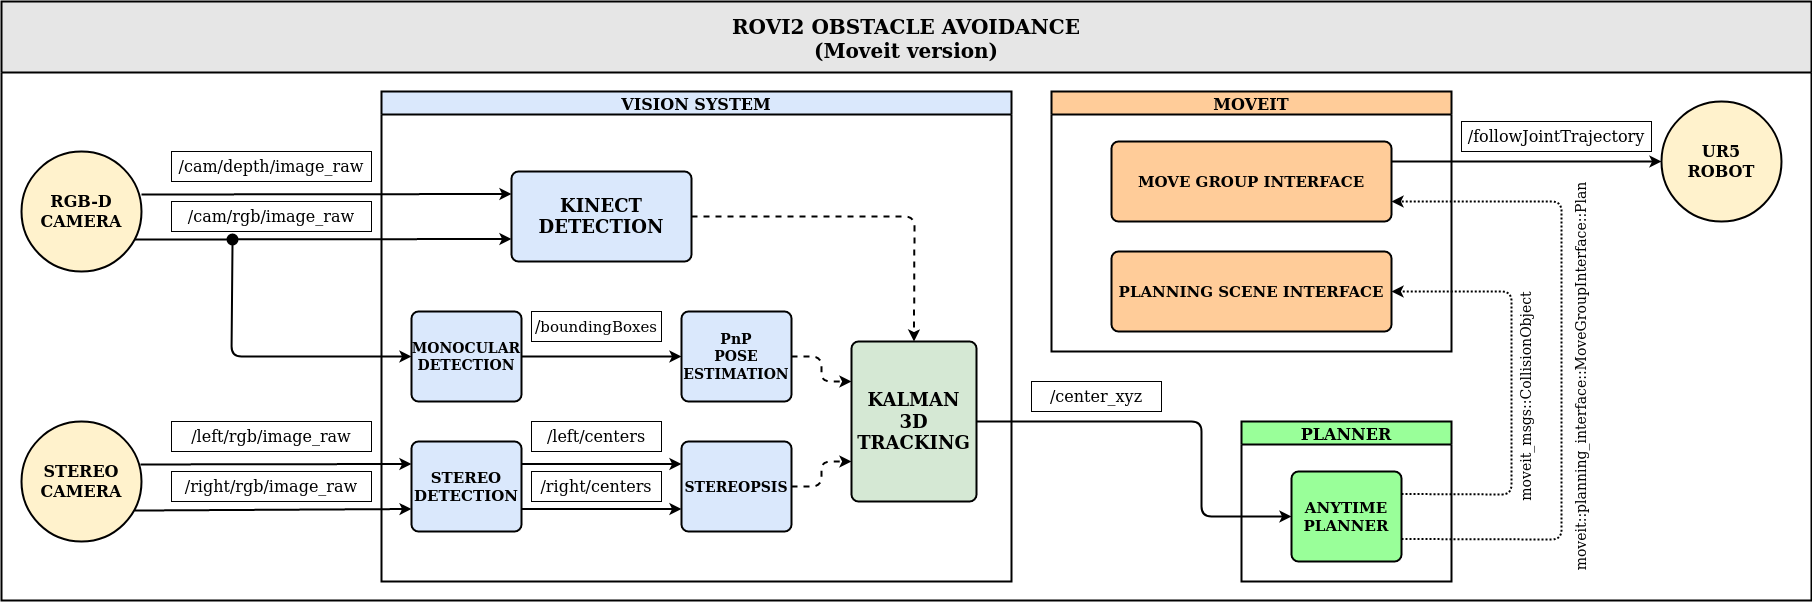 ROVI2 OBSTACLE AVOIDANCE
(Moveit version)
VISION SYSTEM
MOVEIT
/cam/depth/image_raw
RGB-D
CAMERA
/cam/rgb/image_raw
KINECT
DETECTION
MOVE GROUP INTERFACE
/followJointTrajectory
UR5
ROBOT
PLANNING SCENE INTERFACE
MONOCULAR
DETECTION
/boundingBoxes
PnP
POSE
ESTIMATION
KALMAN
3D
TRACKING
/center_xyz
STEREO
CAMERA
/left/rgb/image_raw
/right/rgb/image_raw
STEREO
DETECTION
/left/centers
/right/centers
STEREOPSIS
PLANNER
ANYTIME
PLANNER
moveit_msgs::CollisionObject
moveit::planning_interface::MoveGroupInterface::Plan